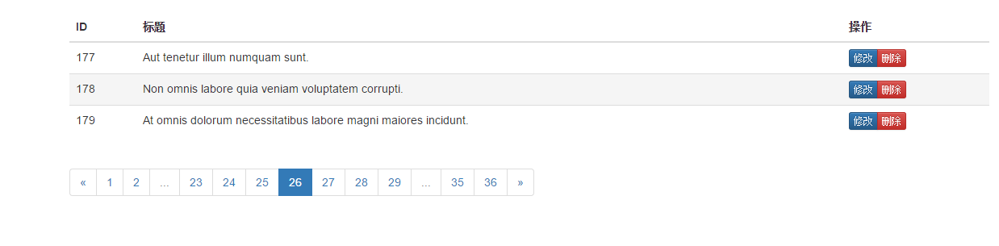 ID 标题 操作
177 Aut tenetur illum numquam sunt. 修改 删除
178 Non omnis labore quia veniam voluptatem corrupti. 修改 删除
179 At omnis dolorum necessitatibus labore magni maiores incidunt. 修改 删除
« 1 2 ... 23 24 25 26 27 28 29 ... 35 36 »